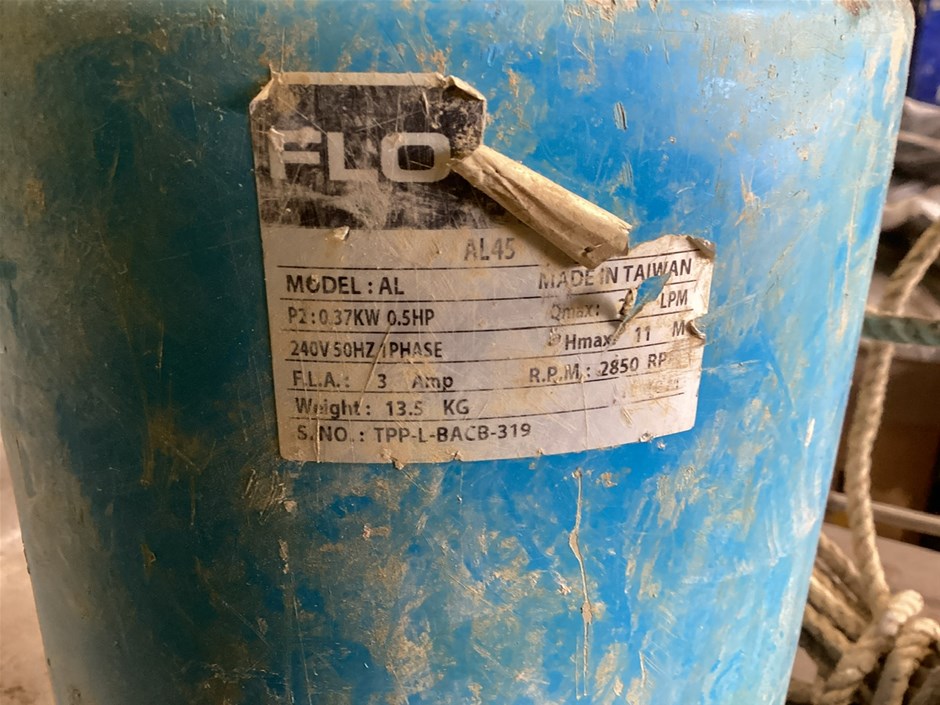 FLO
AL45
MODEL : AL MADE IN TAIWAN
P2 : 0.37KW 0.5HP Qmax: LPM
240V 50HZ 1PHASE Hmax: 11 M
F.L.A.: 3 Amp R.P.M.: 2850
Weight: 13.5 KG
S. NO. : TPP-L-BACB-319